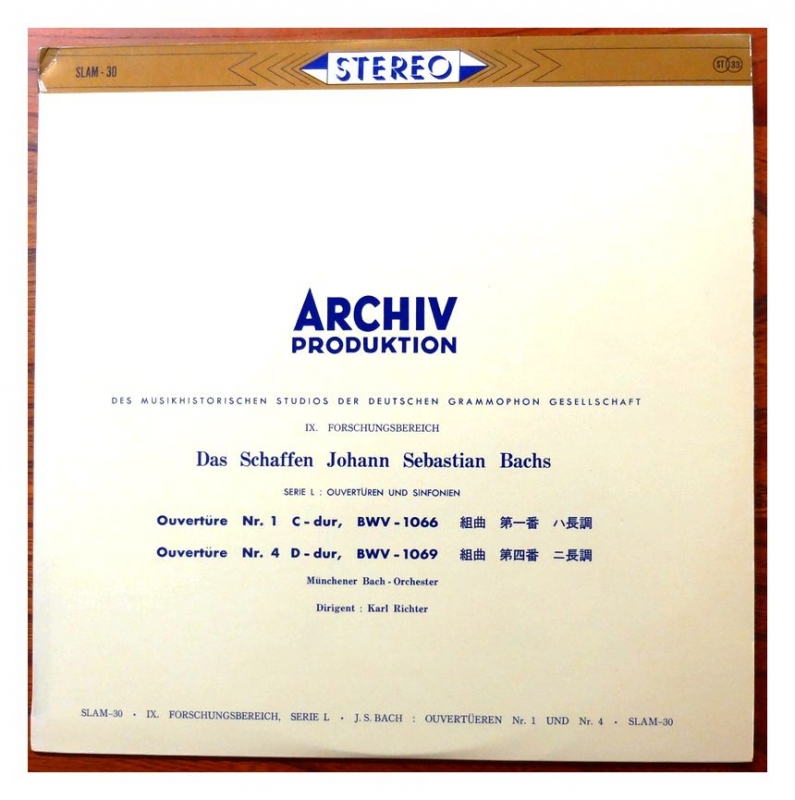 SLAM - 30 STEREO ST 33
ARCHIV
PRODUKTION
DES MUSIKHISTORISCHEN STUDIOS DER DEUTSCHEN GRAMMOPHON GESELLSCHAFT
IX. FORSCHUNGSBEREICH
Das Schaffen Johann Sebastian Bachs
SERIE L : OUVERTÜREN UND SINFONIEN
Ouvertüre Nr. 1 C-dur, BWV-1066 組曲 第一番 ハ長調
Ouvertüre Nr. 4 D-dur, BWV-1069 組曲 第四番 ニ長調
Münchener Bach-Orchester
Dirigent : Karl Richter
SLAM-30 · IX. FORSCHUNGSBEREICH, SERIE L · J. S. BACH : OUVERTÜEREN Nr. 1 UND Nr. 4 · SLAM-30